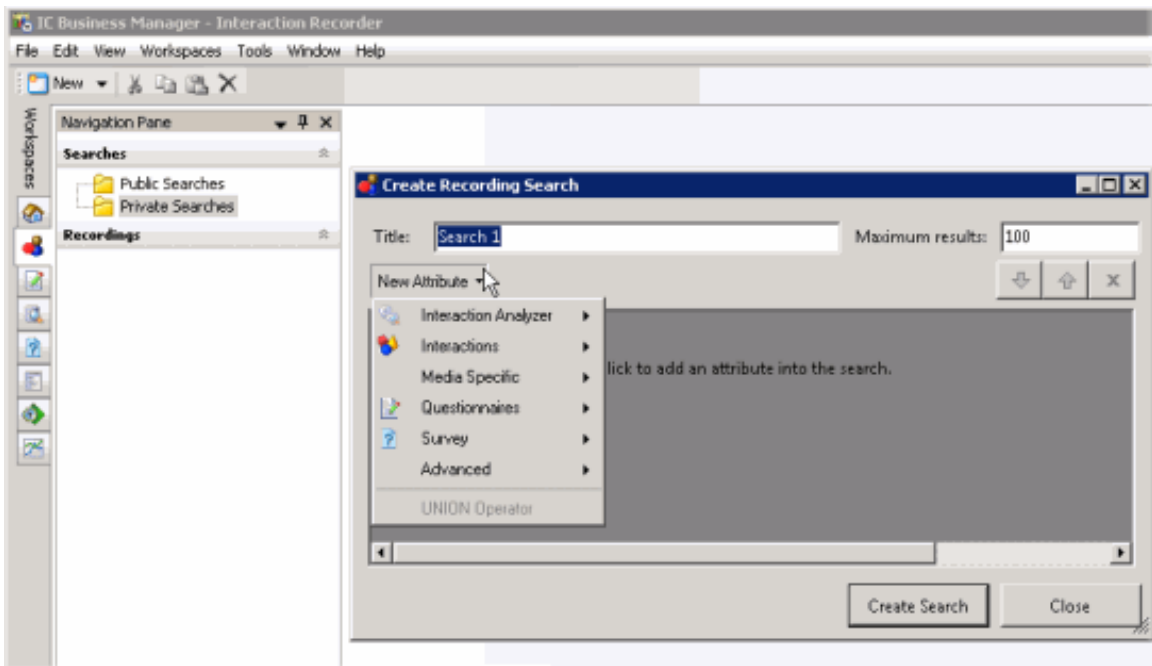 IC Business Manager - Interaction Recorder
File Edit View Workspaces Tools Window Help
New
Workspaces
Navigation Pane
Searches
Public Searches
Private Searches
Recordings
Create Recording Search
Title: Search 1 Maximum results: 100
New Attribute
Interaction Analyzer
Interactions
Media Specific
Questionnaires
Survey
Advanced
UNION Operator
lick to add an attribute into the search.
Create Search Close